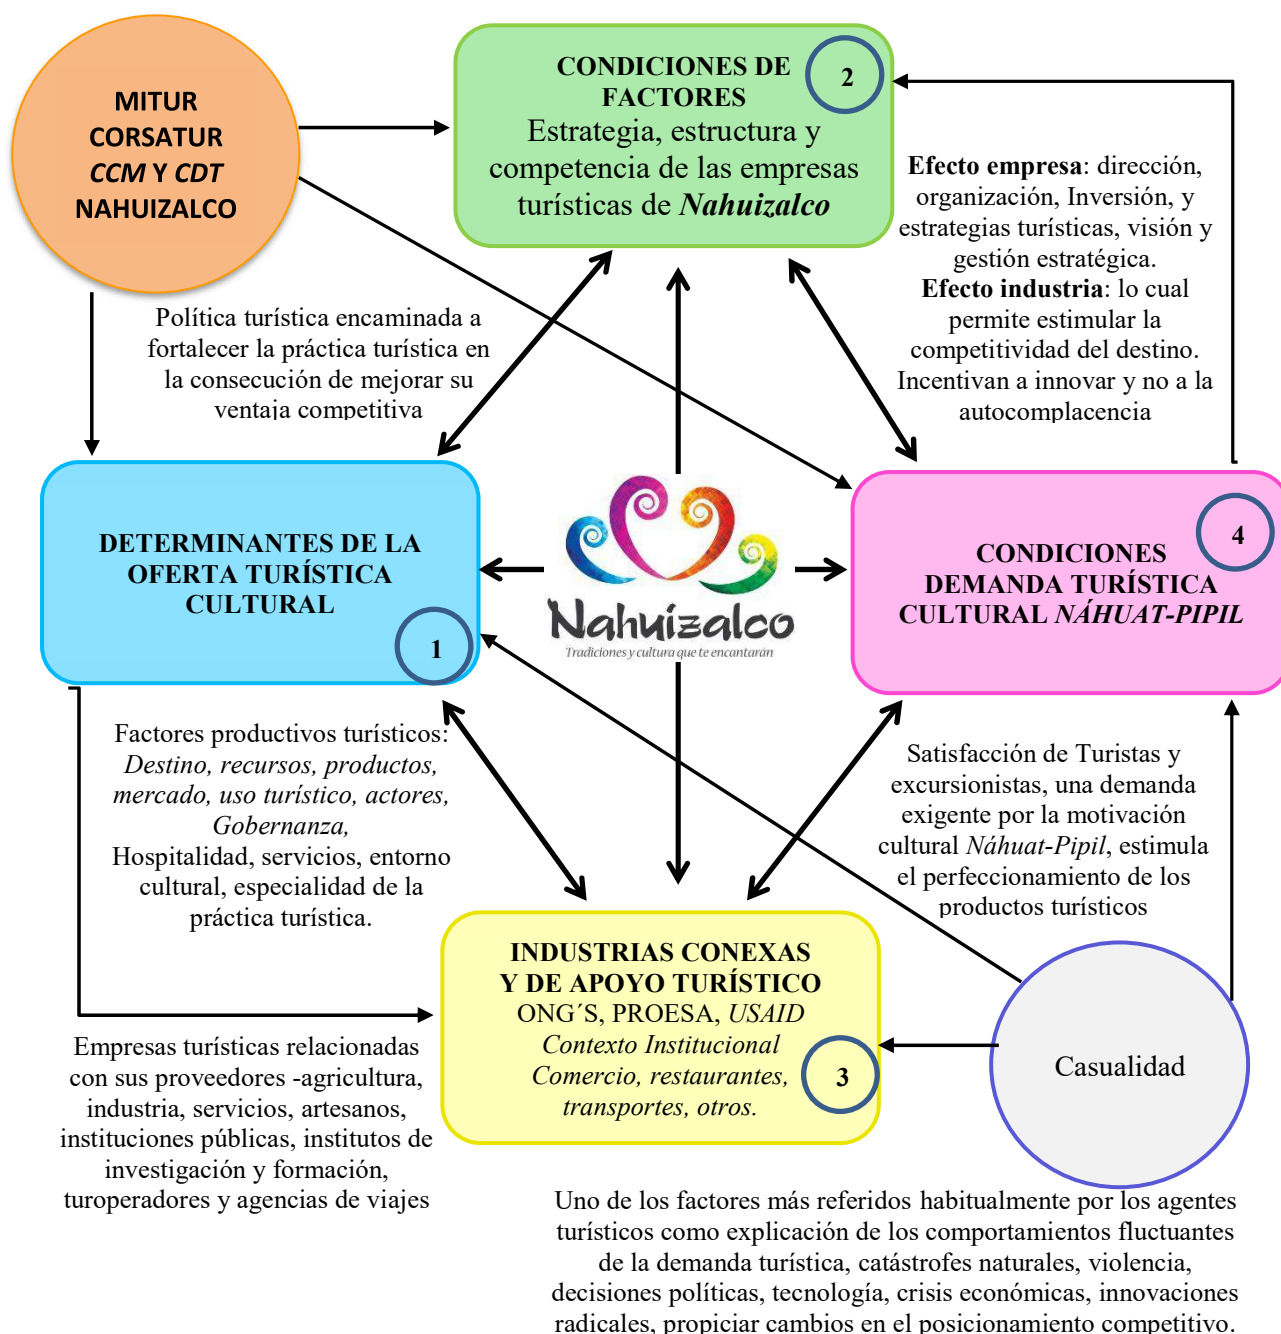 MITUR
CORSATUR
CCM Y CDT
NAHUIZALCO
CONDICIONES DE
FACTORES
2
Estrategia, estructura y
competencia de las empresas
turísticas de Nahuizalco
Efecto empresa: dirección,
organización, Inversión, y
estrategias turísticas, visión y
gestión estratégica.
Efecto industria: lo cual
permite estimular la
competitividad del destino.
Incentivan a innovar y no a la
autocomplacencia
Política turística encaminada a
fortalecer la práctica turística en
la consecución de mejorar su
ventaja competitiva
DETERMINANTES DE LA
OFERTA TURÍSTICA
CULTURAL
1
Nahuizalco
Tradiciones y cultura que te encantarán
4
CONDICIONES
DEMANDA TURÍSTICA
CULTURAL NÁHUAT-PIPIL
Factores productivos turísticos:
Destino, recursos, productos,
mercado, uso turístico, actores,
Gobernanza,
Hospitalidad, servicios, entorno
cultural, especialidad de la
práctica turística.
Satisfacción de Turistas y
excursionistas, una demanda
exigente por la motivación
cultural Náhuat-Pipil, estimula
el perfeccionamiento de los
productos turísticos
INDUSTRIAS CONEXAS
Y DE APOYO TURÍSTICO
ONG´S, PROESA, USAID
Contexto Institucional
Comercio, restaurantes,
transportes, otros.
3
Casualidad
Empresas turísticas relacionadas
con sus proveedores -agricultura,
industria, servicios, artesanos,
instituciones públicas, institutos de
investigación y formación,
turoperadores y agencias de viajes
Uno de los factores más referidos habitualmente por los agentes
turísticos como explicación de los comportamientos fluctuantes
de la demanda turística, catástrofes naturales, violencia,
decisiones políticas, tecnología, crisis económicas, innovaciones
radicales, propiciar cambios en el posicionamiento competitivo.